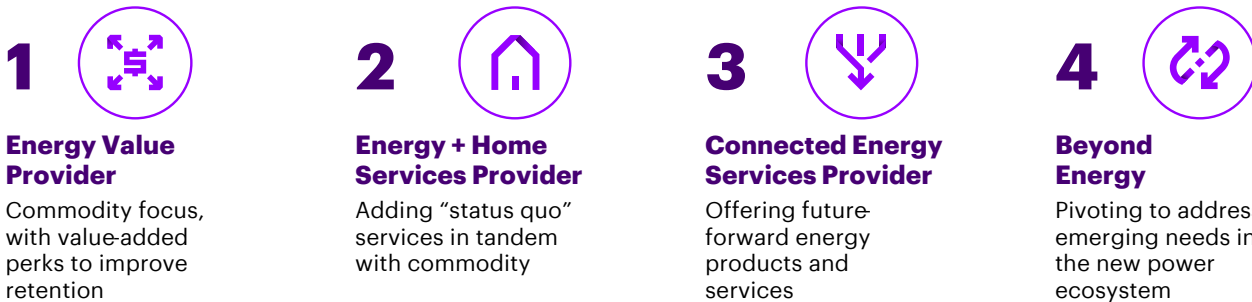 1
Energy Value
Provider
Commodity focus,
with value-added
perks to improve
retention
2
Energy + Home
Services Provider
Adding “status quo”
services in tandem
with commodity
3
Connected Energy
Services Provider
Offering future-
forward energy
products and
services
4
Beyond
Energy
Pivoting to addres
emerging needs in
the new power
ecosystem